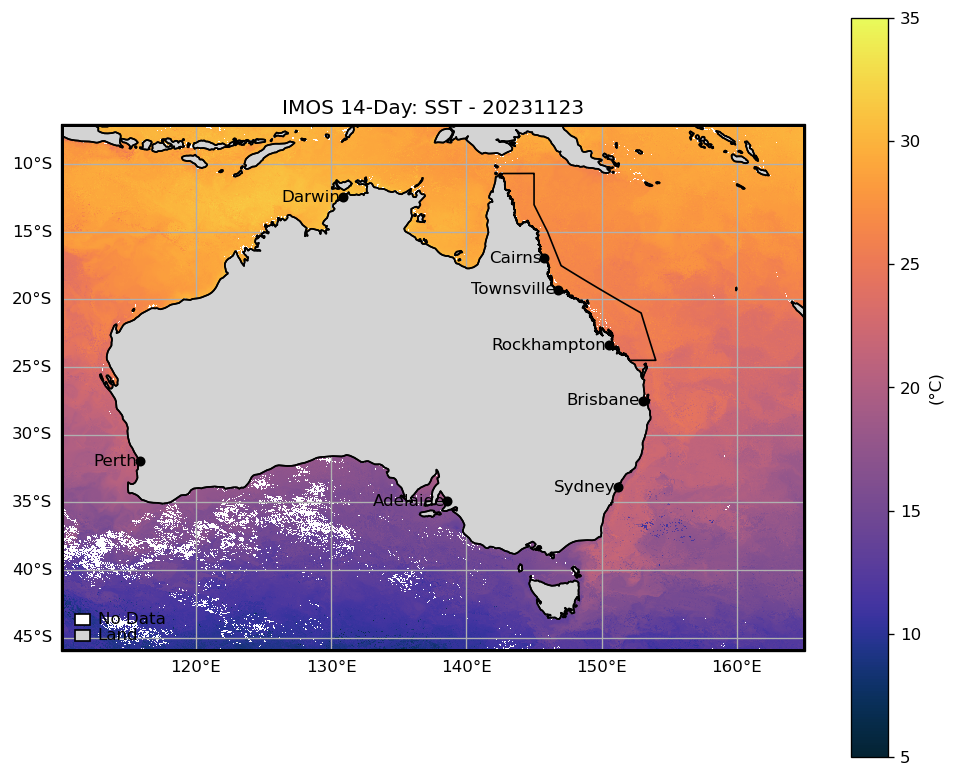 IMOS 14-Day: SST - 20231123
35
30
25
20
15
10
5
(°C)
10°S
15°S
20°S
25°S
30°S
35°S
40°S
45°S
Darwin
Cairns
Townsville
Rockhampton
Brisbane
Perth
Sydney
Adelaide
No Data
Land
120°E
130°E
140°E
150°E
160°E